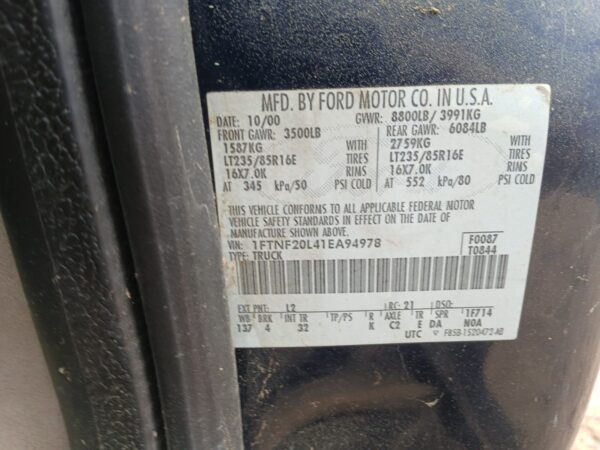 MFD. BY FORD MOTOR CO. IN U.S.A.
DATE: 10/00 GVWR: 8800LB/ 3991KG
FRONT GAWR: 3500LB REAR GAWR: 6084LB
1587KG WITH 2759KG WITH
LT235/85R16E TIRES LT235/85R16E TIRES
16X7.0K RIMS 16X7.0K RIMS
AT 345 kPa/50 PSI COLD AT 552 kPa/80 PSI COLD
THIS VEHICLE CONFORMS TO ALL APPLICABLE FEDERAL MOTOR
VEHICLE SAFETY STANDARDS IN EFFECT ON THE DATE OF
MANUFACTURE SHOWN ABOVE.
VIN: 1FTNF20L41EA94978 F0087
TYPE: TRUCK T0844
EXT PNT: L2 RC: 21 DSO:
WB BRK INT TR TP/PS R AXLE TR SPR 1F714
137 4 32 K C2 E DA N0A
UTC F85B-1520472-AB